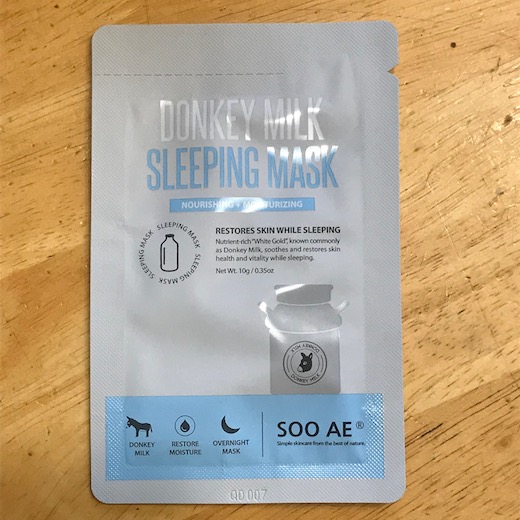 DONKEY MILK
SLEEPING MASK
NOURISHING + MOISTURIZING
SLEEPING MASK SLEEPING MASK SLEEPING MASK
RESTORES SKIN WHILE SLEEPING
Nutrient-rich "White Gold", known commonly
as Donkey Milk, soothes and restores skin
health and vitality while sleeping.
Net Wt. 10g / 0.35oz
DONKEY MILK
DONKEY MILK
DONKEY
MILK
RESTORE
MOISTURE
OVERNIGHT
MASK
SOO AE®
Simple skincare from the best of nature.
QD 007